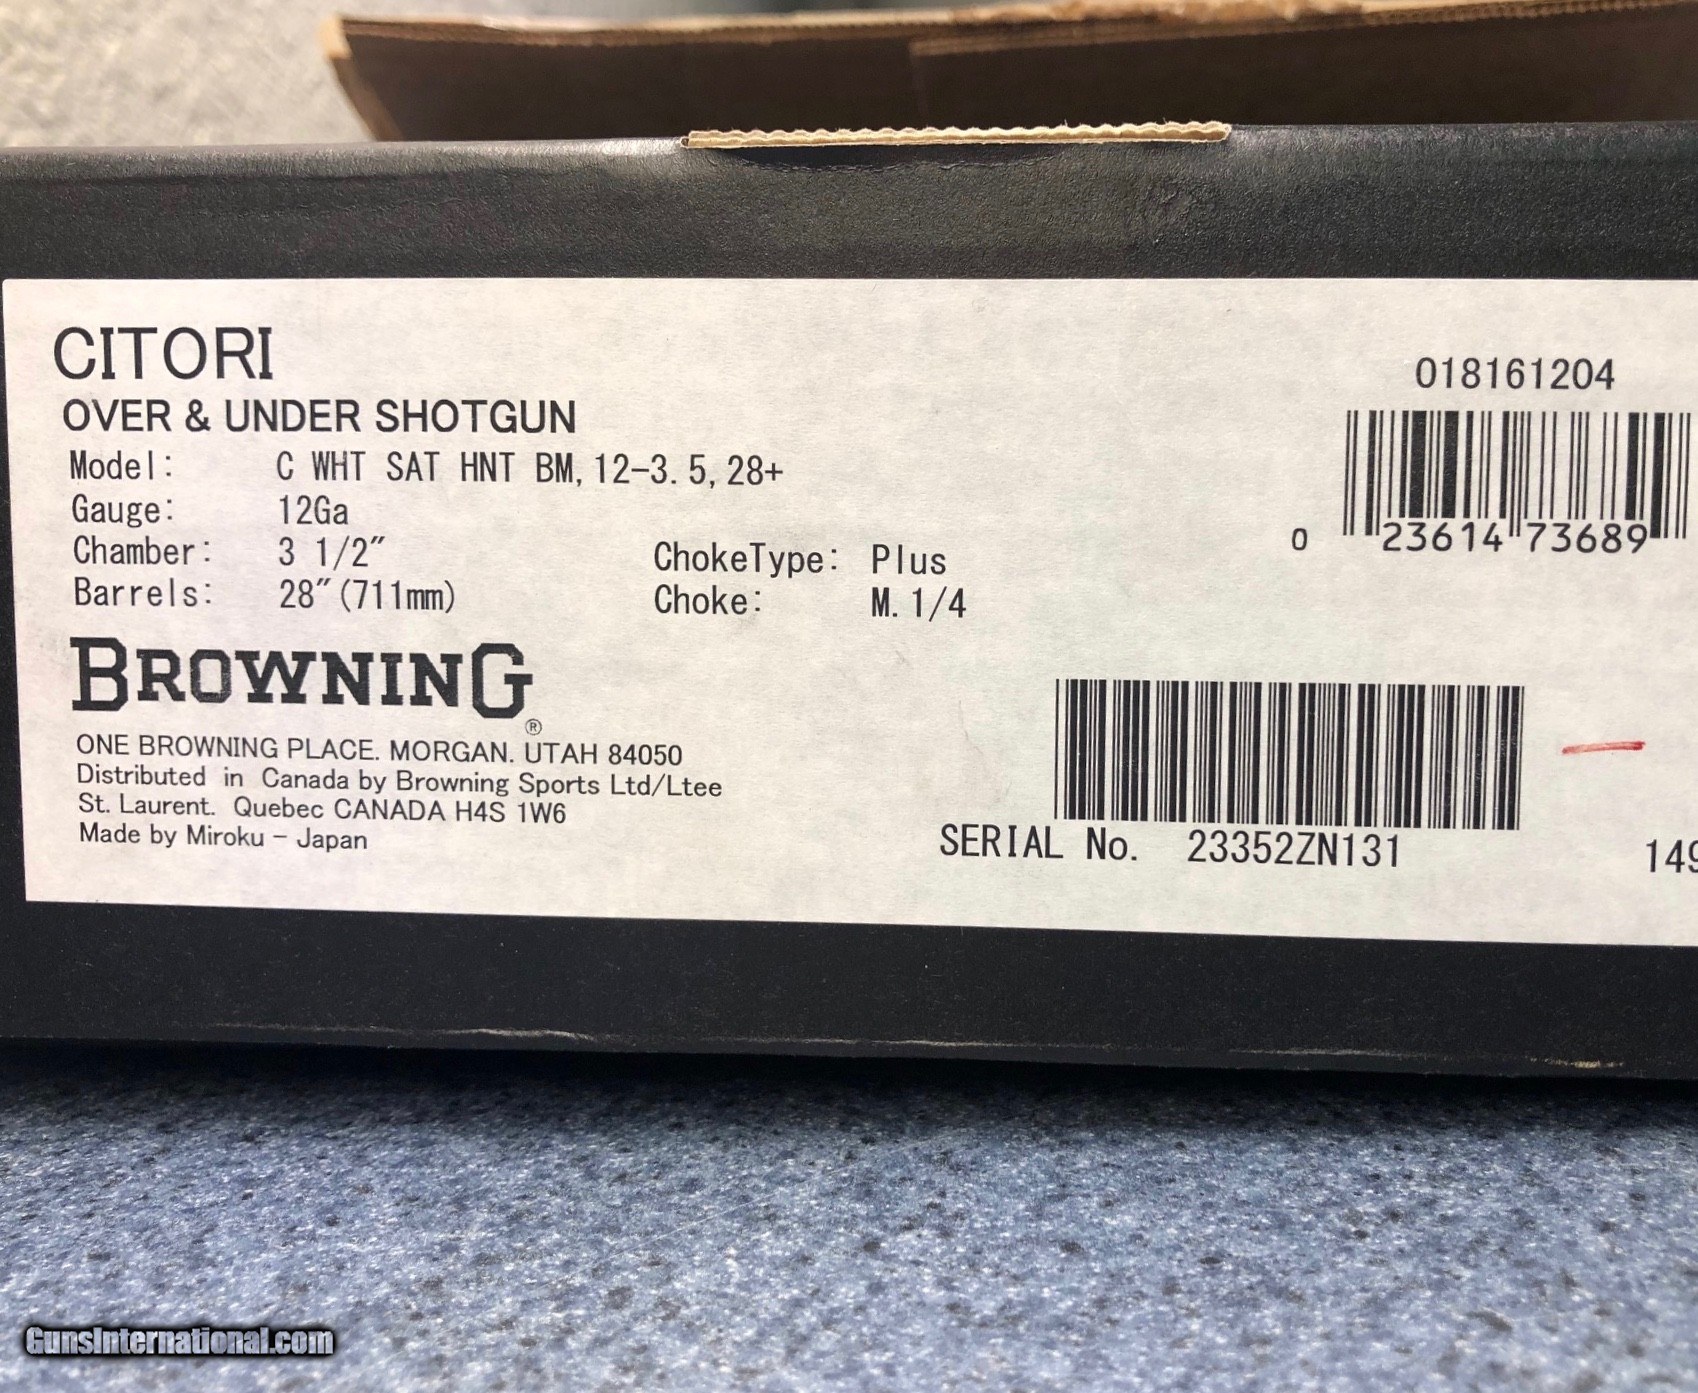 CITORI
OVER & UNDER SHOTGUN
Model: C WHT SAT HNT BM, 12-3.5, 28+
Gauge: 12Ga
Chamber: 3 1/2"
Barrels: 28"(711mm)
ChokeType: Plus
Choke: M. 1/4
018161204
0 23614 73689
BROWNING®
ONE BROWNING PLACE. MORGAN. UTAH 84050
Distributed in Canada by Browning Sports Ltd/Ltee
St. Laurent. Quebec CANADA H4S 1W6
Made by Miroku - Japan
SERIAL No. 23352ZN131
GunsInternational.com